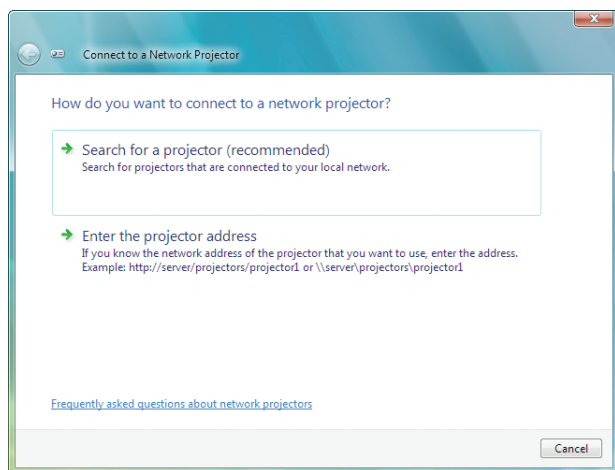 Connect to a Network Projector
How do you want to connect to a network projector?
Search for a projector (recommended)
Search for projectors that are connected to your local network.
Enter the projector address
If you know the network address of the projector that you want to use, enter the address.
Example: http://server/projectors/projector1 or \\server\projectors\projector1
Frequently asked questions about network projectors
Cancel